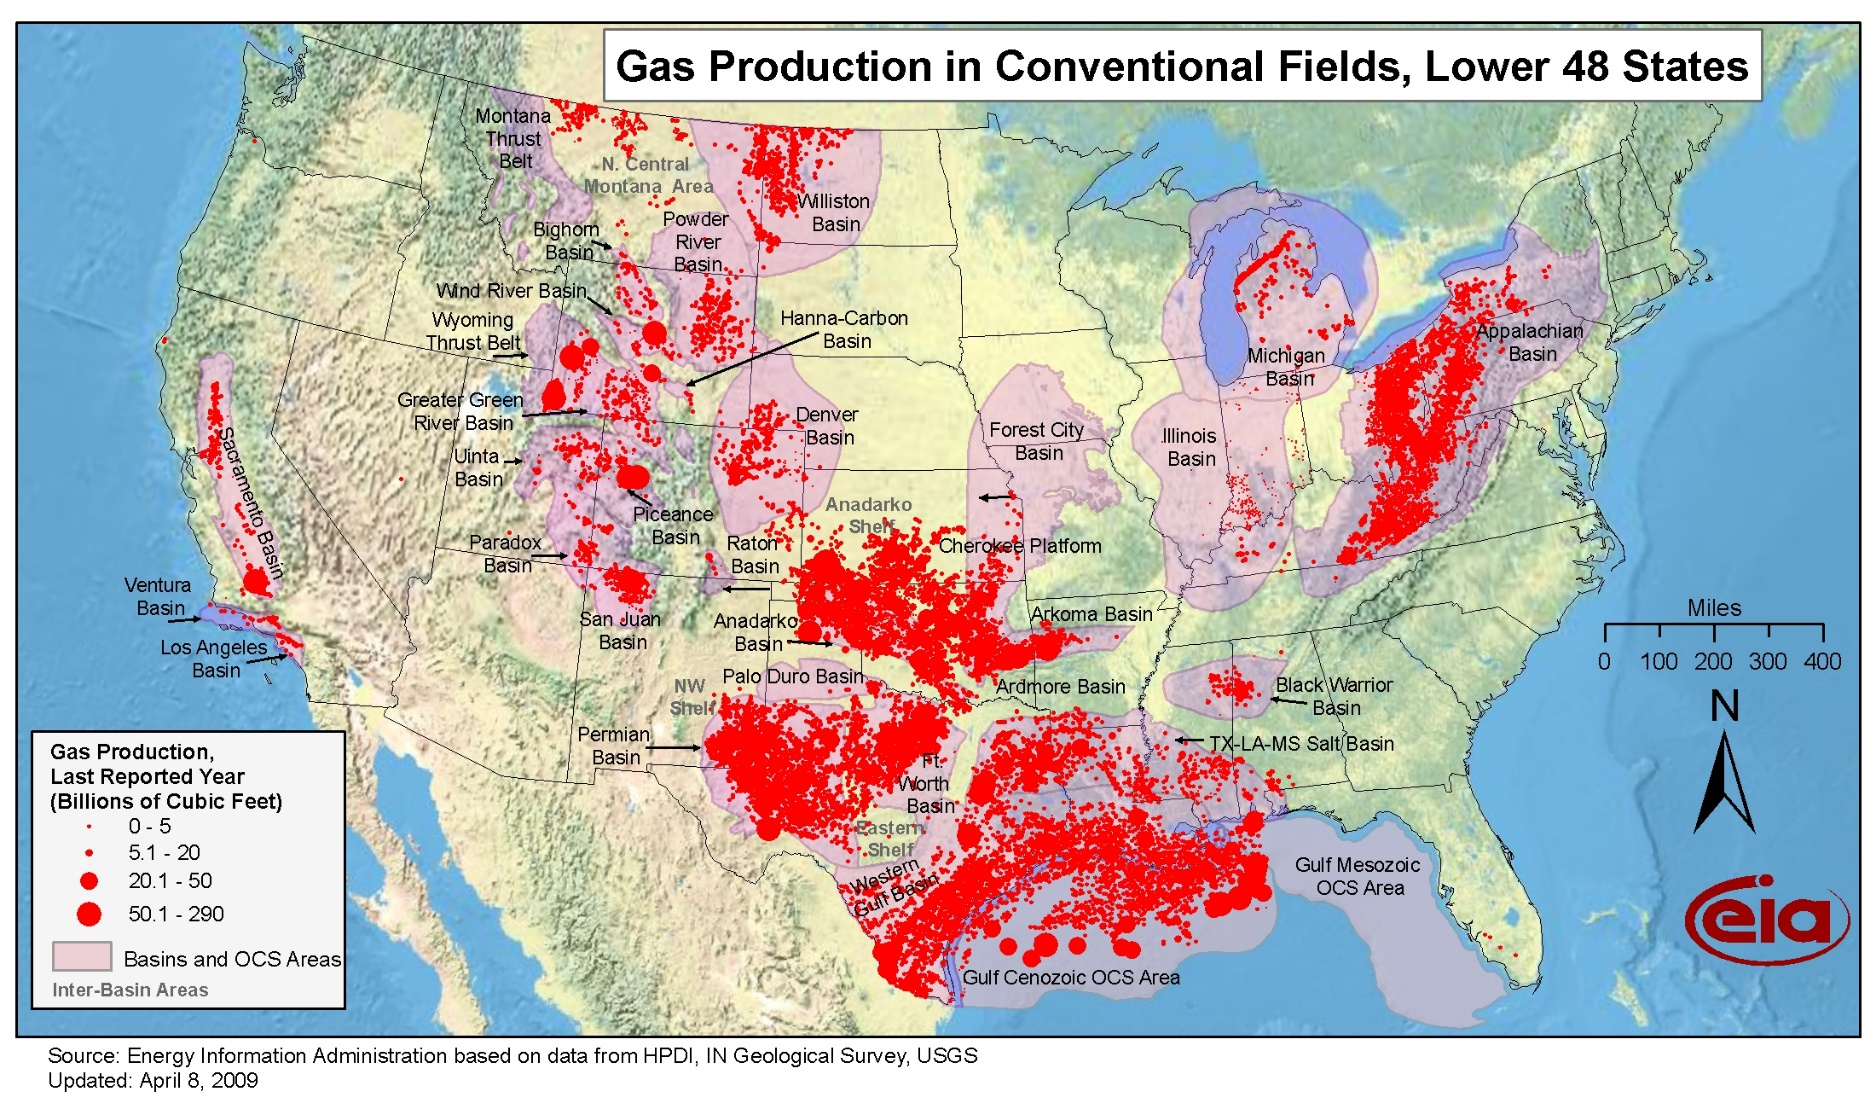 Gas Production in Conventional Fields, Lower 48 States
Montana
Thrust
Belt
N. Central
Montana Area
Williston
Basin
Powder
River
Basin
Bighorn
Basin
Wind River Basin
Wyoming
Thrust Belt
Hanna-Carbon
Basin
Michigan
Basin
Appalachian
Basin
Greater Green
River Basin
Denver
Basin
Forest City
Basin
Illinois
Basin
Sacramento Basin
Uinta
Basin
Piceance
Basin
Anadarko
Shelf
Cherokee Platform
Paradox
Basin
Raton
Basin
Ventura
Basin
San Juan
Basin
Anadarko
Basin
Arkoma Basin
Los Angeles
Basin
Palo Duro Basin
Ardmore Basin
NW
Shelf
Black Warrior
Basin
Permian
Basin
TX-LA-MS Salt Basin
Ft.
Worth
Basin
Eastern
Shelf
Western
Gulf Basin
Gulf Mesozoic
OCS Area
Gulf Cenozoic OCS Area
Miles
0 100 200 300 400
N
eia
Gas Production,
Last Reported Year
(Billions of Cubic Feet)
0 - 5
5.1 - 20
20.1 - 50
50.1 - 290
Basins and OCS Areas
Inter-Basin Areas
Source: Energy Information Administration based on data from HPDI, IN Geological Survey, USGS
Updated: April 8, 2009